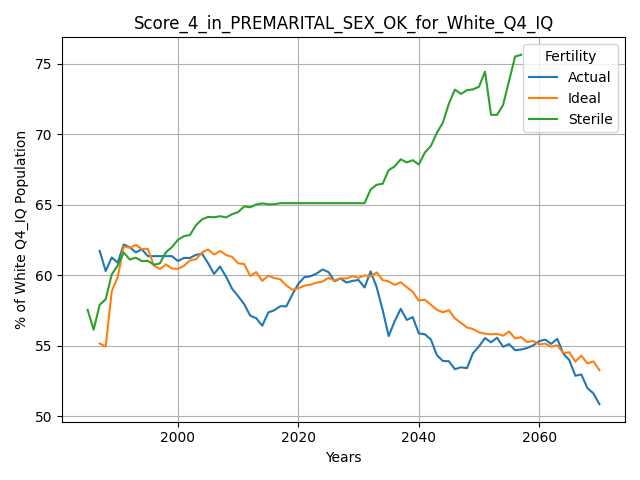 Score_4_in_PREMARITAL_SEX_OK_for_White_Q4_IQ
% of White Q4_IQ Population
75
70
65
60
55
50
Fertility
Actual
Ideal
Sterile
2000
2020
2040
2060
Years